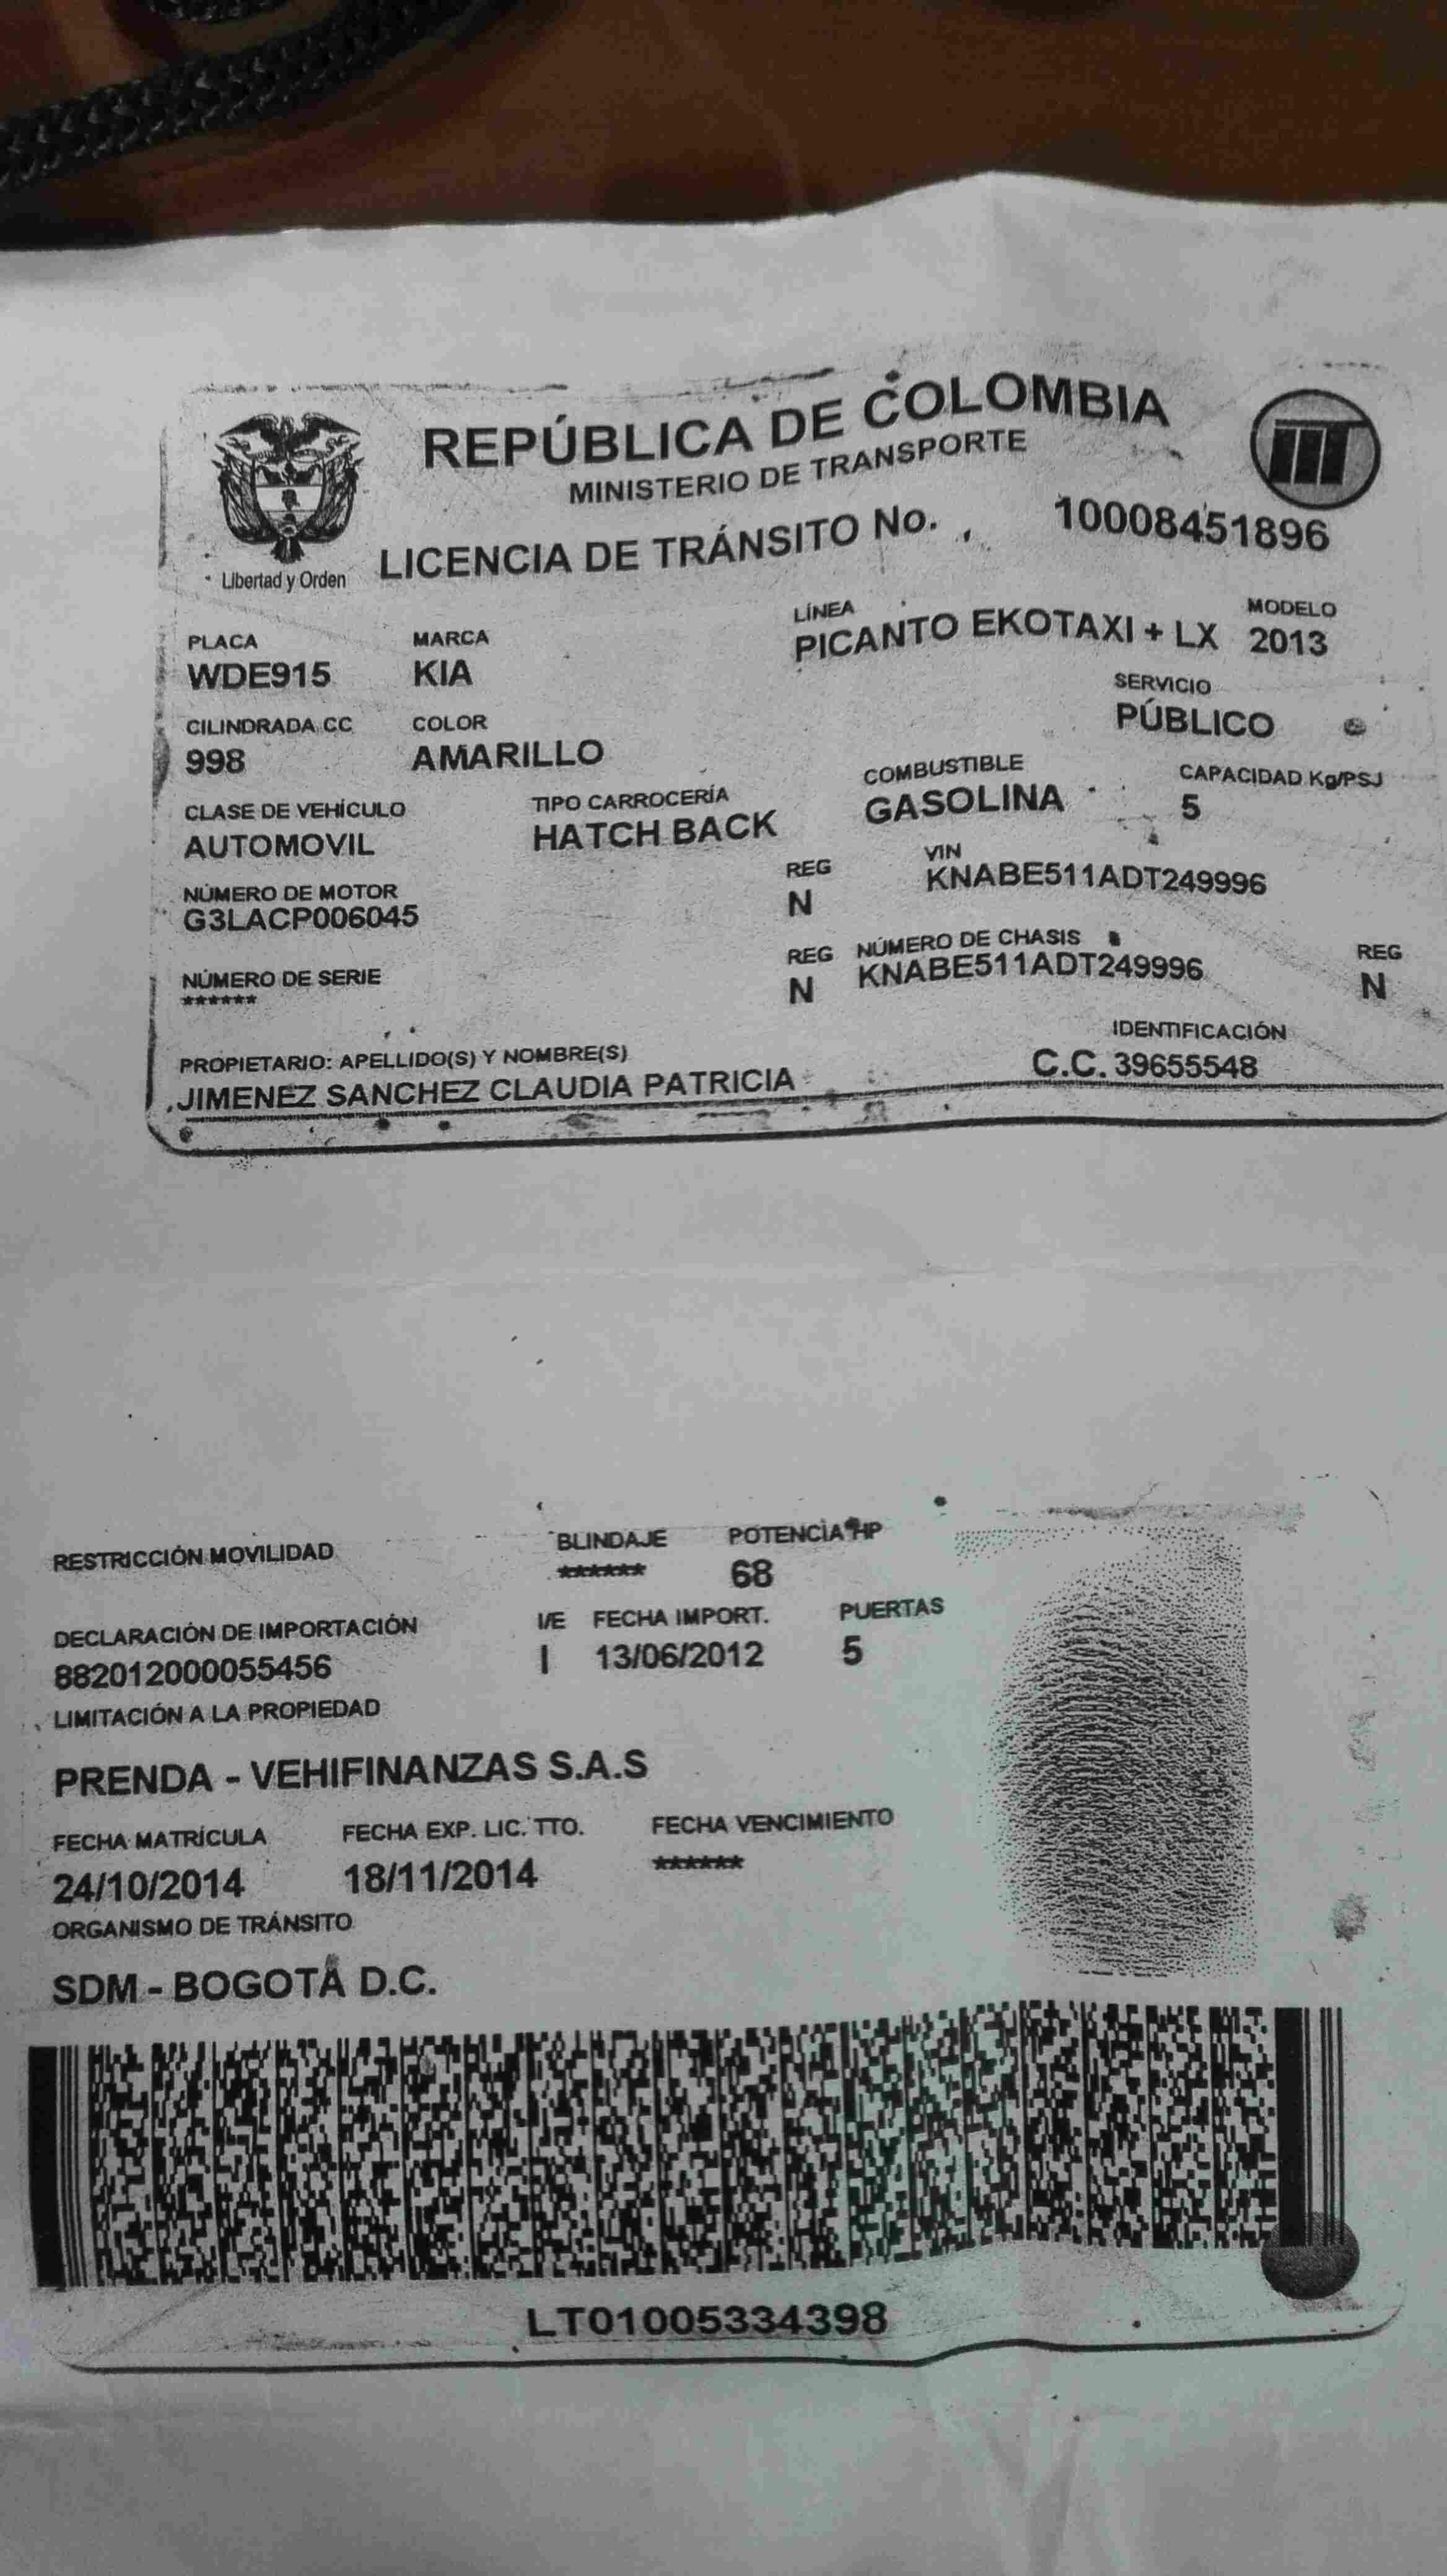 REPÚBLICA DE COLOMBIA
MINISTERIO DE TRANSPORTE
Libertad y Orden
LICENCIA DE TRÁNSITO No. 10008451896
PLACA MARCA LÍNEA MODELO
WDE915 KIA PICANTO EKOTAXI + LX 2013
CILINDRADA CC COLOR SERVICIO
998 AMARILLO PÚBLICO
CLASE DE VEHÍCULO TIPO CARROCERÍA COMBUSTIBLE CAPACIDAD Kg/PSJ
AUTOMOVIL HATCH BACK GASOLINA 5
NÚMERO DE MOTOR REG VIN
G3LACP006045 N KNABE511ADT249996
NÚMERO DE SERIE REG NÚMERO DE CHASIS REG
****** N KNABE511ADT249996 N
PROPIETARIO: APELLIDO(S) Y NOMBRE(S) IDENTIFICACIÓN
JIMENEZ SANCHEZ CLAUDIA PATRICIA C.C. 39655548
RESTRICCIÓN MOVILIDAD BLINDAJE POTENCIA HP
****** 68
DECLARACIÓN DE IMPORTACIÓN I/E FECHA IMPORT. PUERTAS
882012000055456 I 13/06/2012 5
LIMITACIÓN A LA PROPIEDAD
PRENDA - VEHIFINANZAS S.A.S
FECHA MATRÍCULA FECHA EXP. LIC. TTO. FECHA VENCIMIENTO
24/10/2014 18/11/2014 ******
ORGANISMO DE TRÁNSITO
SDM - BOGOTÁ D.C.
LT01005334398